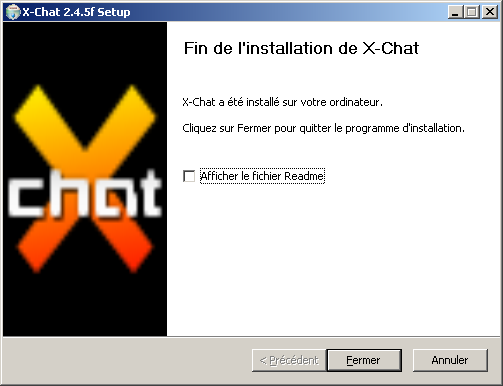 X-Chat 2.4.5f Setup
Fin de l'installation de X-Chat
X-Chat a été installé sur votre ordinateur.
Cliquez sur Fermer pour quitter le programme d'installation.
chat
Afficher le fichier Readme
< Précédent
Fermer
Annuler